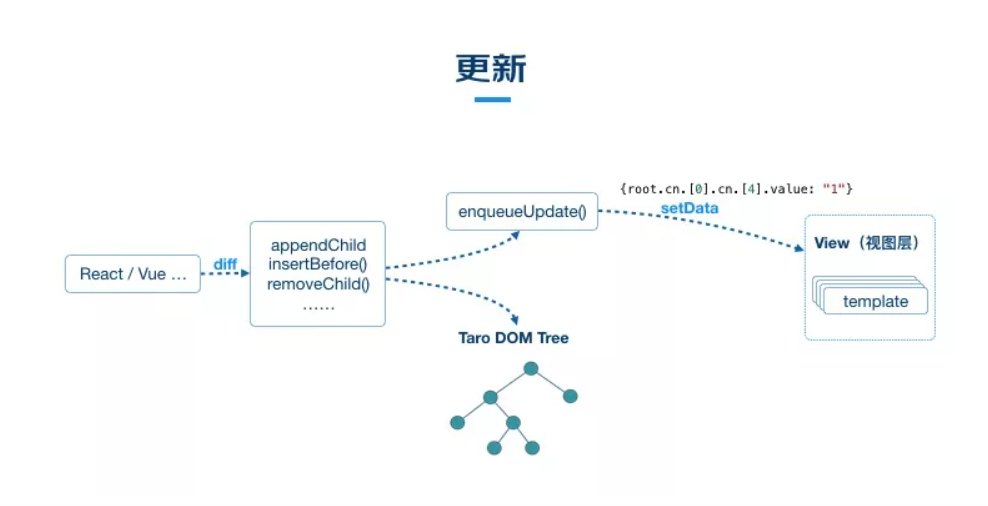 更新
{root.cn.[0].cn.[4].value: "1"}
enqueueUpdate()
setData
appendChild
insertBefore()
removeChild()
......
diff
React / Vue ...
View（视图层）
template
Taro DOM Tree